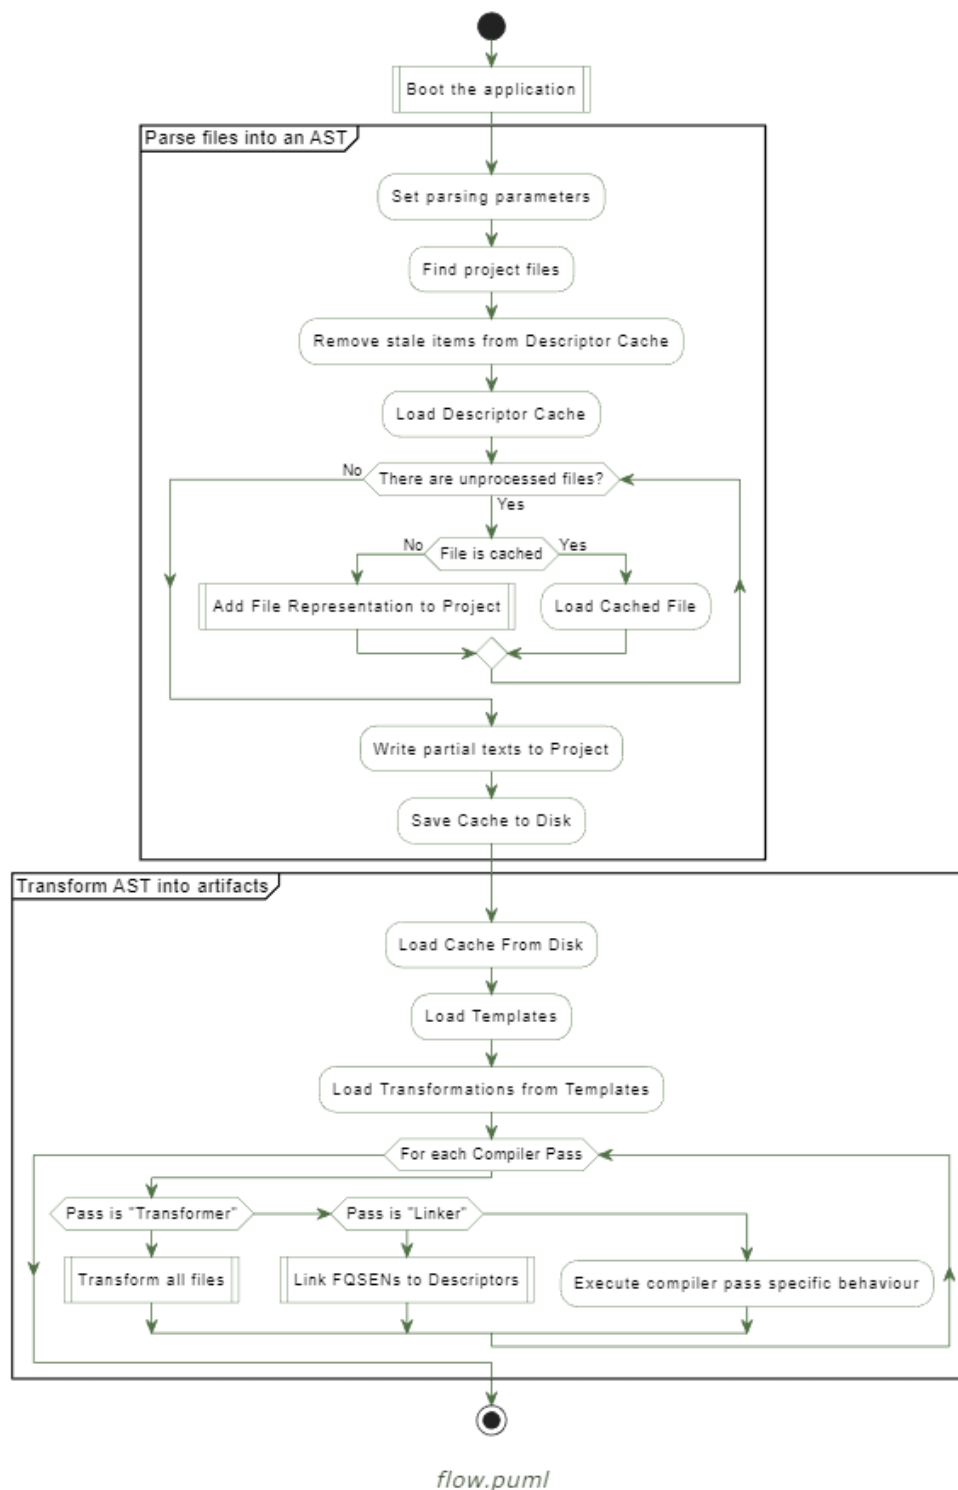 Boot the application
Parse files into an AST
Set parsing parameters
Find project files
Remove stale items from Descriptor Cache
Load Descriptor Cache
No
There are unprocessed files?
Yes
No
File is cached
Yes
Add File Representation to Project
Load Cached File
Write partial texts to Project
Save Cache to Disk
Transform AST into artifacts
Load Cache From Disk
Load Templates
Load Transformations from Templates
For each Compiler Pass
Pass is "Transformer"
Pass is "Linker"
Transform all files
Link FQSENs to Descriptors
Execute compiler pass specific behaviour
flow.puml